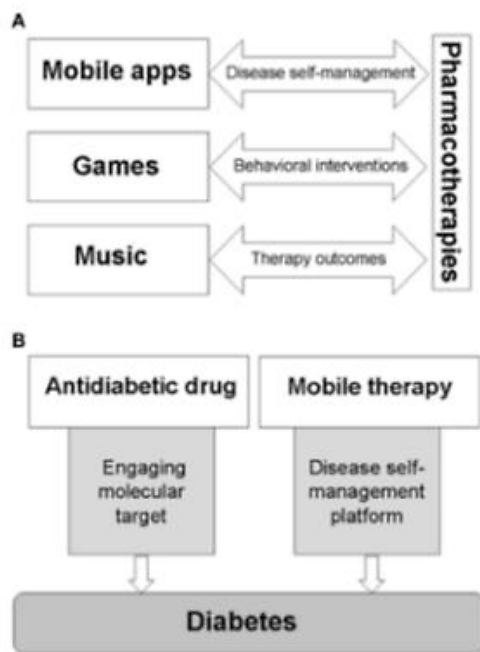 A
Mobile apps
Disease self-management
Pharmacotherapies
Games
Behavioral interventions
Music
Therapy outcomes
B
Antidiabetic drug
Mobile therapy
Engaging
molecular
target
Disease self-
management
platform
Diabetes